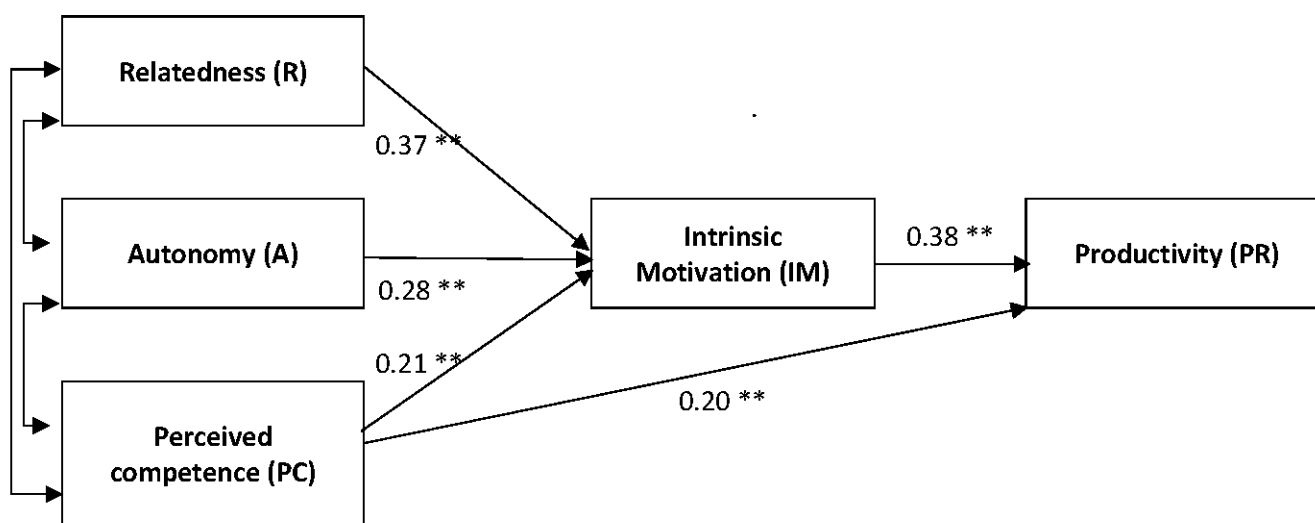 Relatedness (R)
0.37 **
Autonomy (A)
0.28 **
Intrinsic
Motivation (IM)
0.38 **
Productivity (PR)
0.21 **
0.20 **
Perceived
competence (PC)